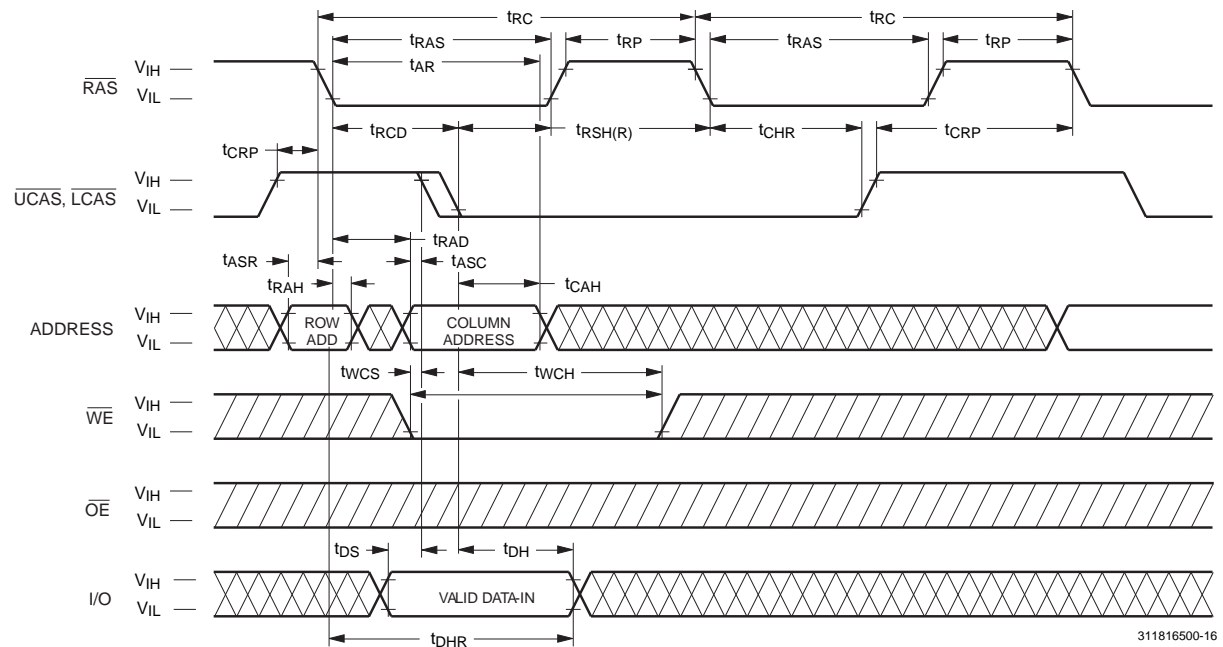 tRC tRC
tRAS tRP tRAS tRP
tAR
RAS VIH
VIL
tRCD tRSH(R) tCHR tCRP
tCRP
UCAS, LCAS VIH
VIL
tRAD
tASR tASC
tRAH tCAH
ADDRESS VIH
VIL
ROW
ADD
COLUMN
ADDRESS
tWCS tWCH
WE VIH
VIL
OE VIH
VIL
tDS tDH
I/O VIH
VIL
VALID DATA-IN
tDHR
311816500-16